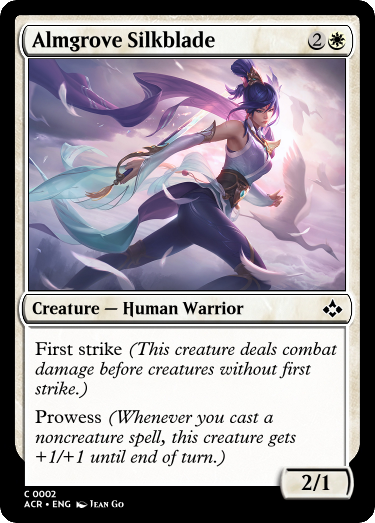 Almgrove Silkblade 2
Creature — Human Warrior
First strike (This creature deals combat
damage before creatures without first
strike.)
Prowess (Whenever you cast a
noncreature spell, this creature gets
+1/+1 until end of turn.)
2/1
C 0002
ACR • ENG Jean Go